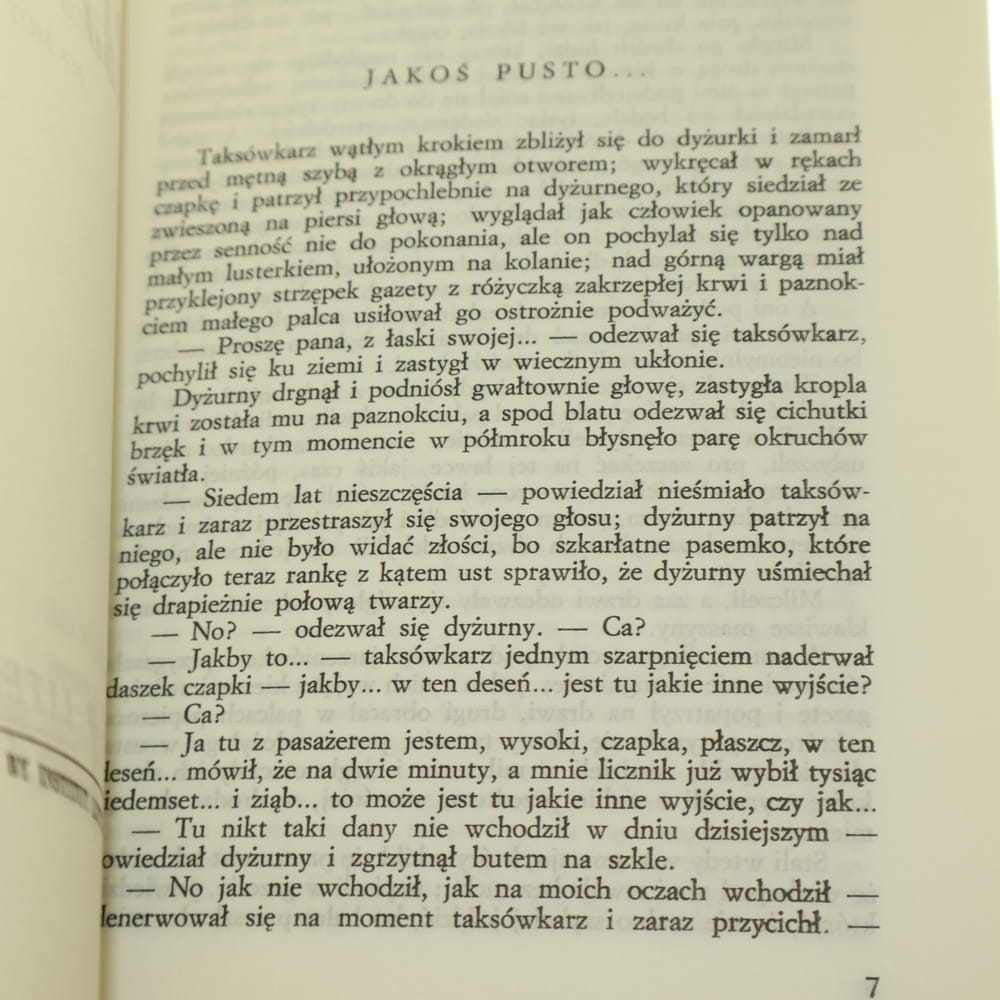 JAKOŚ PUSTO...
Taksówkarz wątłym krokiem zbliżył się do dyżurki i zamarł
przed mętną szybą z okrągłym otworem; wykręcał w rękach
czapkę i patrzył przypochlebnie na dyżurnego, który siedział ze
zwieszoną na piersi głową; wyglądał jak człowiek opanowany
przez senność nie do pokonania, ale on pochylał się tylko nad
małym lusterkiem, ułożonym na kolanie; nad górną wargą miał
przyklejony strzępek gazety z różyczką zakrzepłej krwi i paznok-
ciem małego palca usiłował go ostrożnie podważyć.
— Proszę pana, z łaski swojej... — odezwał się taksówkarz,
pochylił się ku ziemi i zastygł w wiecznym ukłonie.
Dyżurny drgnął i podniósł gwałtownie głowę, zastygła kropla
krwi została mu na paznokciu, a spod blatu odezwał się cichutki
brzęk i w tym momencie w półmroku błysnęło parę okruchów
światła.
— Siedem lat nieszczęścia — powiedział nieśmiało taksów-
karz i zaraz przestraszył się swojego głosu; dyżurny patrzył na
niego, ale nie było widać złości, bo szkarłatne pasemko, które
połączyło teraz rankę z kątem ust sprawiło, że dyżurny uśmiechał
się drapieżnie połową twarzy.
— No? — odezwał się dyżurny. — Ca?
— Jakby to... — taksówkarz jednym szarpnięciem naderwał
daszek czapki — jakby... w ten deseń... jest tu jakie inne wyjście?
— Ca?
— Ja tu z pasażerem jestem, wysoki, czapka, płaszcz, w ten
deseń... mówił, że na dwie minuty, a mnie licznik już wybił tysiąc
iedemset... i ziąb... to może jest tu jakie inne wyjście, czy jak...
— Tu nikt taki dany nie wchodził w dniu dzisiejszym —
owiedział dyżurny i zgrzytnął butem na szkle.
— No jak nie wchodził, jak na moich oczach wchodził —
denerwował się na moment taksówkarz i zaraz przycichł. —
7